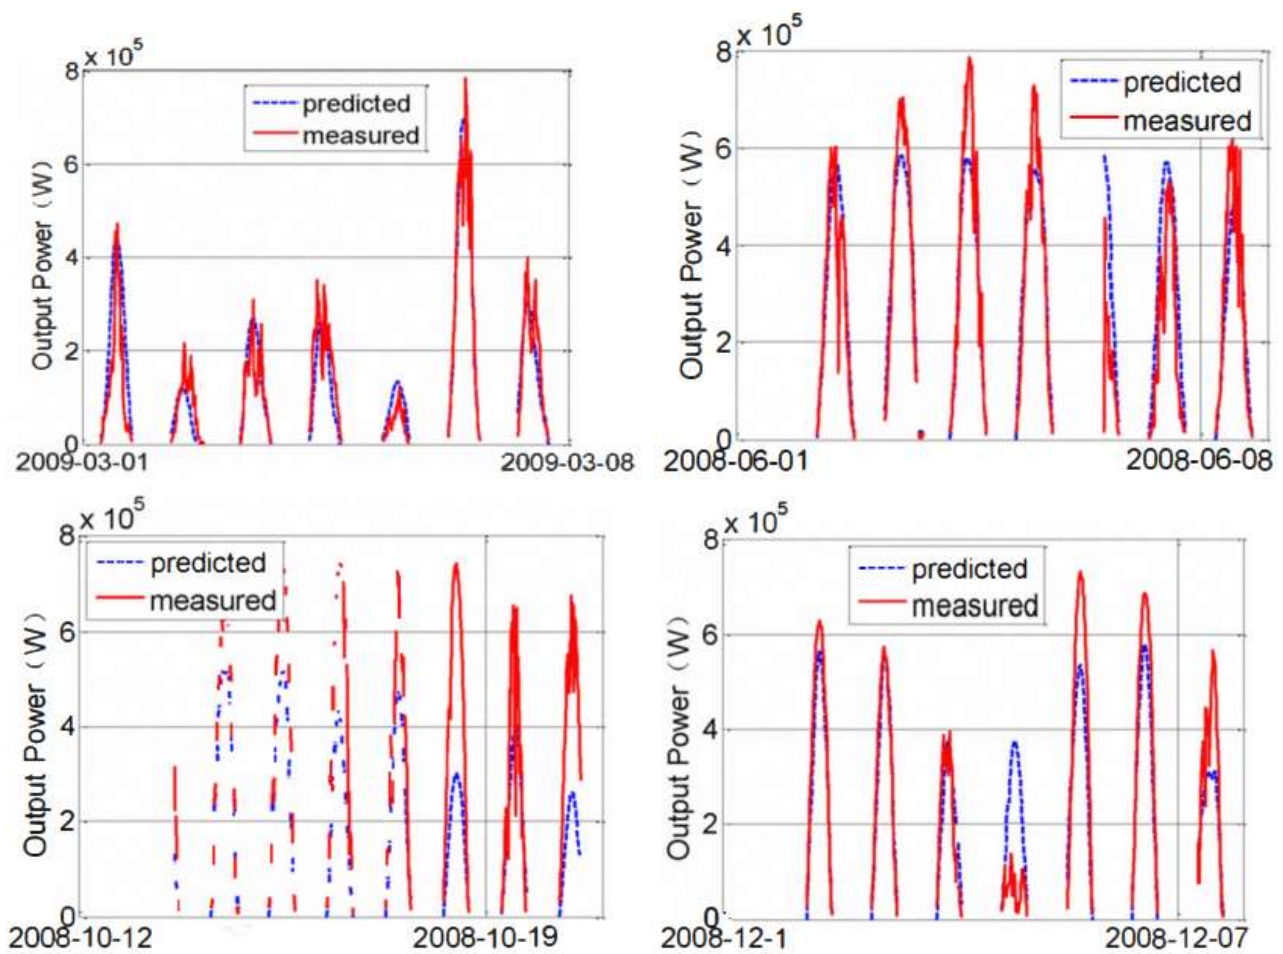 8 x 10^5
6
4
2
0
Output Power (W)
predicted
measured
2009-03-01 2009-03-08
8 x 10^5
6
4
2
0
Output Power (W)
predicted
measured
2008-06-01 2008-06-08
8 x 10^5
6
4
2
0
Output Power (W)
predicted
measured
2008-10-12 2008-10-19
8 x 10^5
6
4
2
0
Output Power (W)
predicted
measured
2008-12-1 2008-12-07